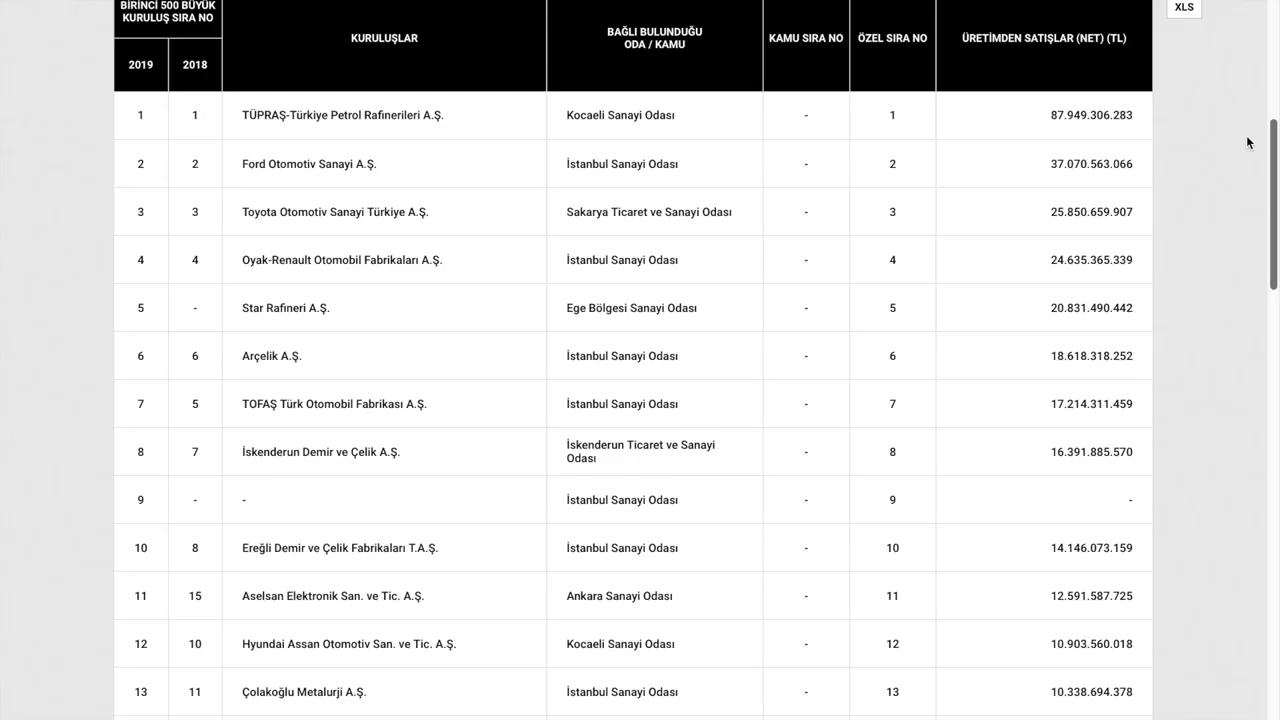 XLS
BİRİNCİ 500 BÜYÜK
KURULUŞ SIRA NO
KURULUŞLAR
BAĞLI BULUNDUĞU
ODA / KAMU
KAMU SIRA NO
ÖZEL SIRA NO
ÜRETİMDEN SATIŞLAR (NET) (TL)
2019 2018
1 1 TÜPRAŞ-Türkiye Petrol Rafinerileri A.Ş. Kocaeli Sanayi Odası - 1 87.949.306.283
2 2 Ford Otomotiv Sanayi A.Ş. İstanbul Sanayi Odası - 2 37.070.563.066
3 3 Toyota Otomotiv Sanayi Türkiye A.Ş. Sakarya Ticaret ve Sanayi Odası - 3 25.850.659.907
4 4 Oyak-Renault Otomobil Fabrikaları A.Ş. İstanbul Sanayi Odası - 4 24.635.365.339
5 - Star Rafineri A.Ş. Ege Bölgesi Sanayi Odası - 5 20.831.490.442
6 6 Arçelik A.Ş. İstanbul Sanayi Odası - 6 18.618.318.252
7 5 TOFAŞ Türk Otomobil Fabrikası A.Ş. İstanbul Sanayi Odası - 7 17.214.311.459
8 7 İskenderun Demir ve Çelik A.Ş. İskenderun Ticaret ve Sanayi
Odası - 8 16.391.885.570
9 - - İstanbul Sanayi Odası - 9 -
10 8 Ereğli Demir ve Çelik Fabrikaları T.A.Ş. İstanbul Sanayi Odası - 10 14.146.073.159
11 15 Aselsan Elektronik San. ve Tic. A.Ş. Ankara Sanayi Odası - 11 12.591.587.725
12 10 Hyundai Assan Otomotiv San. ve Tic. A.Ş. Kocaeli Sanayi Odası - 12 10.903.560.018
13 11 Çolakoğlu Metalurji A.Ş. İstanbul Sanayi Odası - 13 10.338.694.378